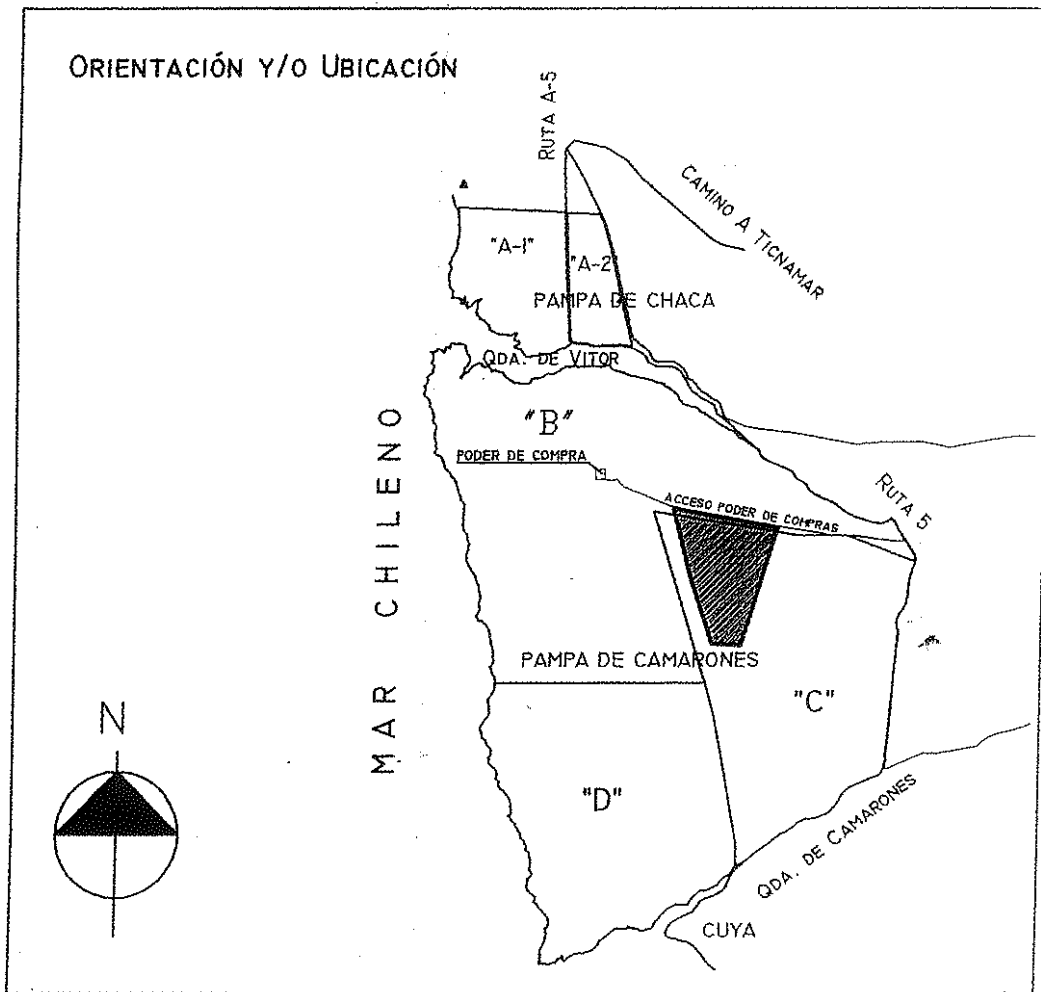 ORIENTACIÓN Y/O UBICACIÓN
RUTA A-5
CAMINO A TICNAMAR
"A-1"
"A-2"
PAMPA DE CHACA
QDA. DE VITOR
"B"
MAR CHILENO
PODER DE COMPRA
ACCESO PODER DE COMPRAS
RUTA 5
PAMPA DE CAMARONES
"C"
N
"D"
QDA. DE CAMARONES
CUYA